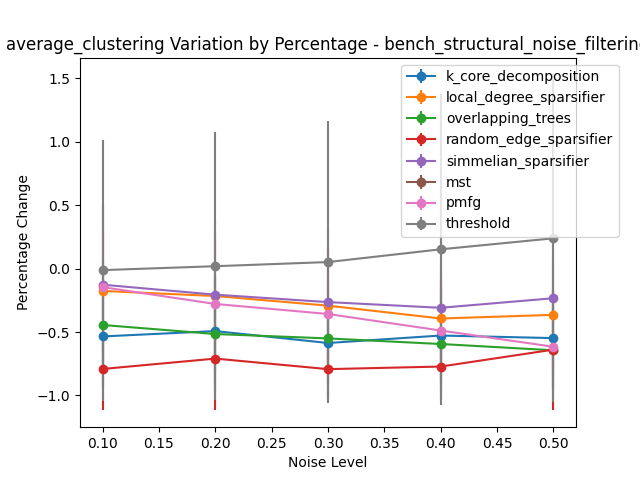 average_clustering Variation by Percentage - bench_structural_noise_filtering
Percentage Change
1.5
1.0
0.5
0.0
−0.5
−1.0
k_core_decomposition
local_degree_sparsifier
overlapping_trees
random_edge_sparsifier
simmelian_sparsifier
mst
pmfg
threshold
0.10 0.15 0.20 0.25 0.30 0.35 0.40 0.45 0.50
Noise Level